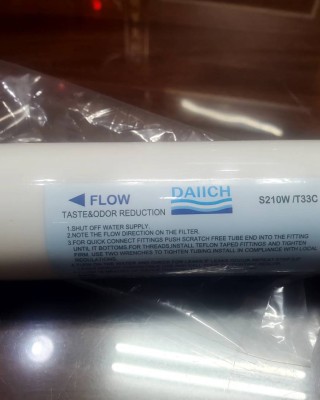 FLOW
DAIICH
S210W /T33C
TASTE&ODOR REDUCTION
1.SHUT OFF WATER SUPPLY.
2.NOTE THE FLOW DIRECTION ON THE FILTER.
3.FOR QUICK CONNECT FITTINGS PUSH SCRATCH FREE TUBE END INTO THE FITTING
UNTIL IT BOTTOMS.FOR THREADS,INSTALL TEFLON TAPED FITTINGS AND TIGHTEN
FIRM, USE TWO WRENCHES TO TIGHTEN TUBING.INSTALL IN COMPLIANCE WITH LOCAL